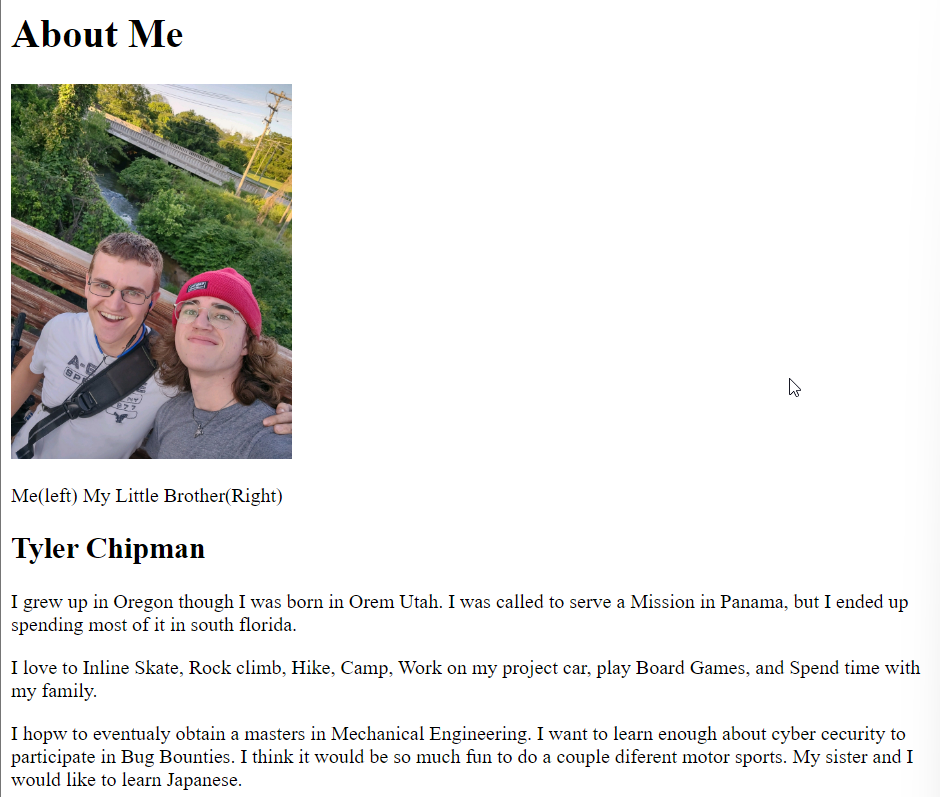 About Me
Me(left) My Little Brother(Right)
Tyler Chipman
I grew up in Oregon though I was born in Orem Utah. I was called to serve a Mission in Panama, but I ended up
spending most of it in south florida.
I love to Inline Skate, Rock climb, Hike, Camp, Work on my project car, play Board Games, and Spend time with
my family.
I hopw to eventualy obtain a masters in Mechanical Engineering. I want to learn enough about cyber cecurity to
participate in Bug Bounties. I think it would be so much fun to do a couple diferent motor sports. My sister and I
would like to learn Japanese.